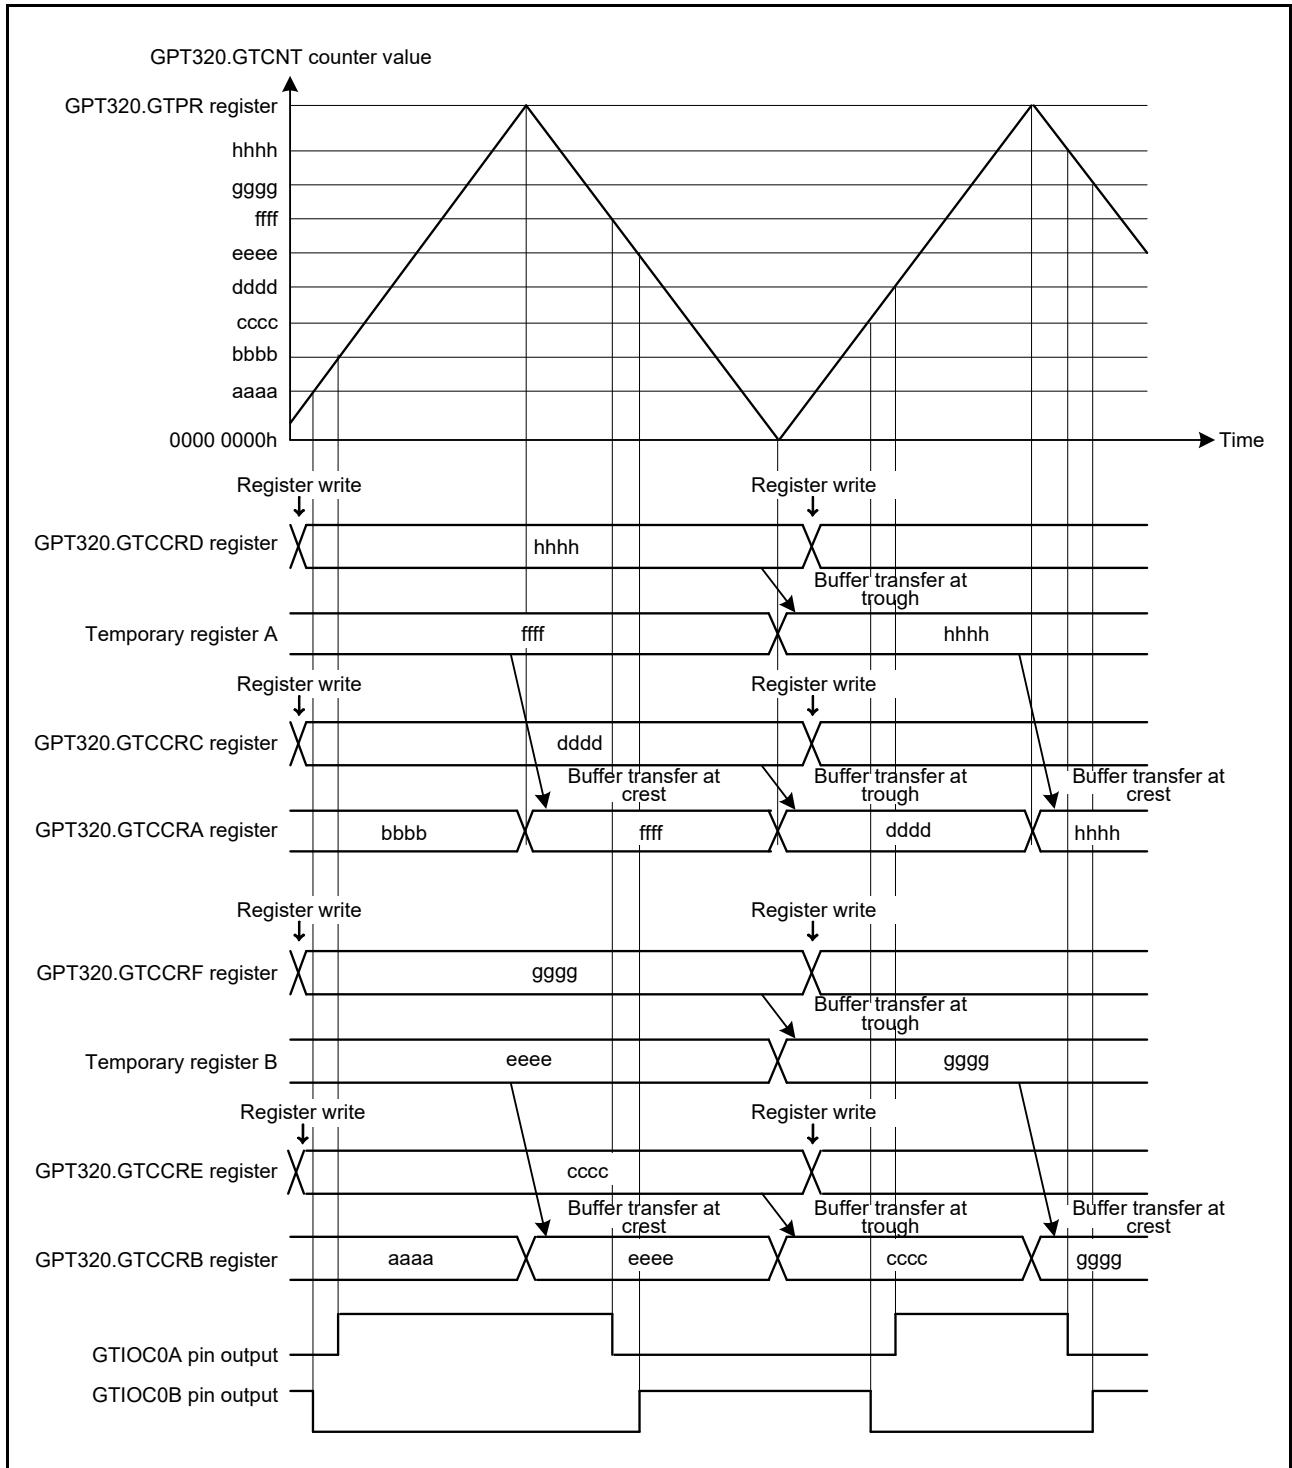 GPT320.GTCNT counter value
GPT320.GTPR register
hhhh
gggg
ffff
eeee
dddd
cccc
bbbb
aaaa
0000 0000h
Time
Register write
Register write
GPT320.GTCCRD register
hhhh
Buffer transfer at
trough
Temporary register A
ffff
hhhh
Register write
Register write
GPT320.GTCCRC register
dddd
Buffer transfer at
crest
Buffer transfer at
trough
Buffer transfer at
crest
GPT320.GTCCRA register
bbbb
ffff
dddd
hhhh
Register write
Register write
GPT320.GTCCRF register
gggg
Buffer transfer at
trough
Temporary register B
eeee
gggg
Register write
Register write
GPT320.GTCCRE register
cccc
Buffer transfer at
crest
Buffer transfer at
trough
Buffer transfer at
crest
GPT320.GTCCRB register
aaaa
eeee
cccc
gggg
GTIOC0A pin output
GTIOC0B pin output